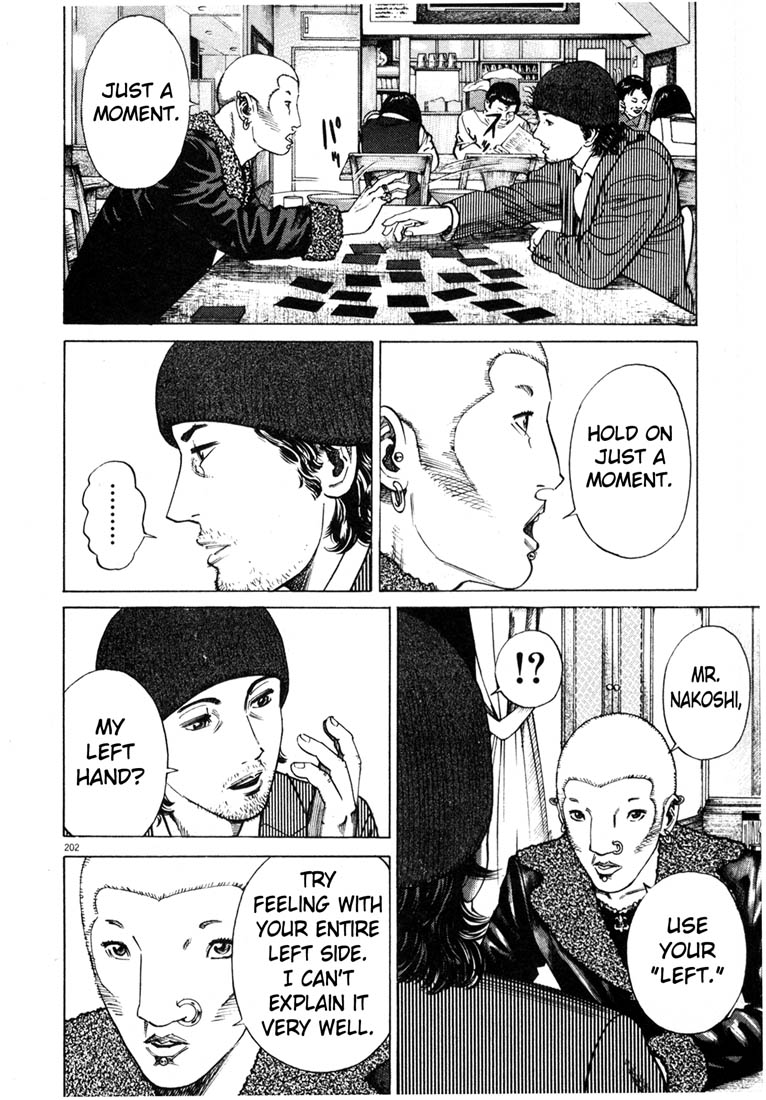 JUST A
MOMENT.
HOLD ON
JUST A
MOMENT.
........
MR.
NAKOSHI,
!?
USE
YOUR
"LEFT."
MY
LEFT
HAND?
202
TRY
FEELING WITH
YOUR ENTIRE
LEFT SIDE.
I CAN'T
EXPLAIN IT
VERY WELL.